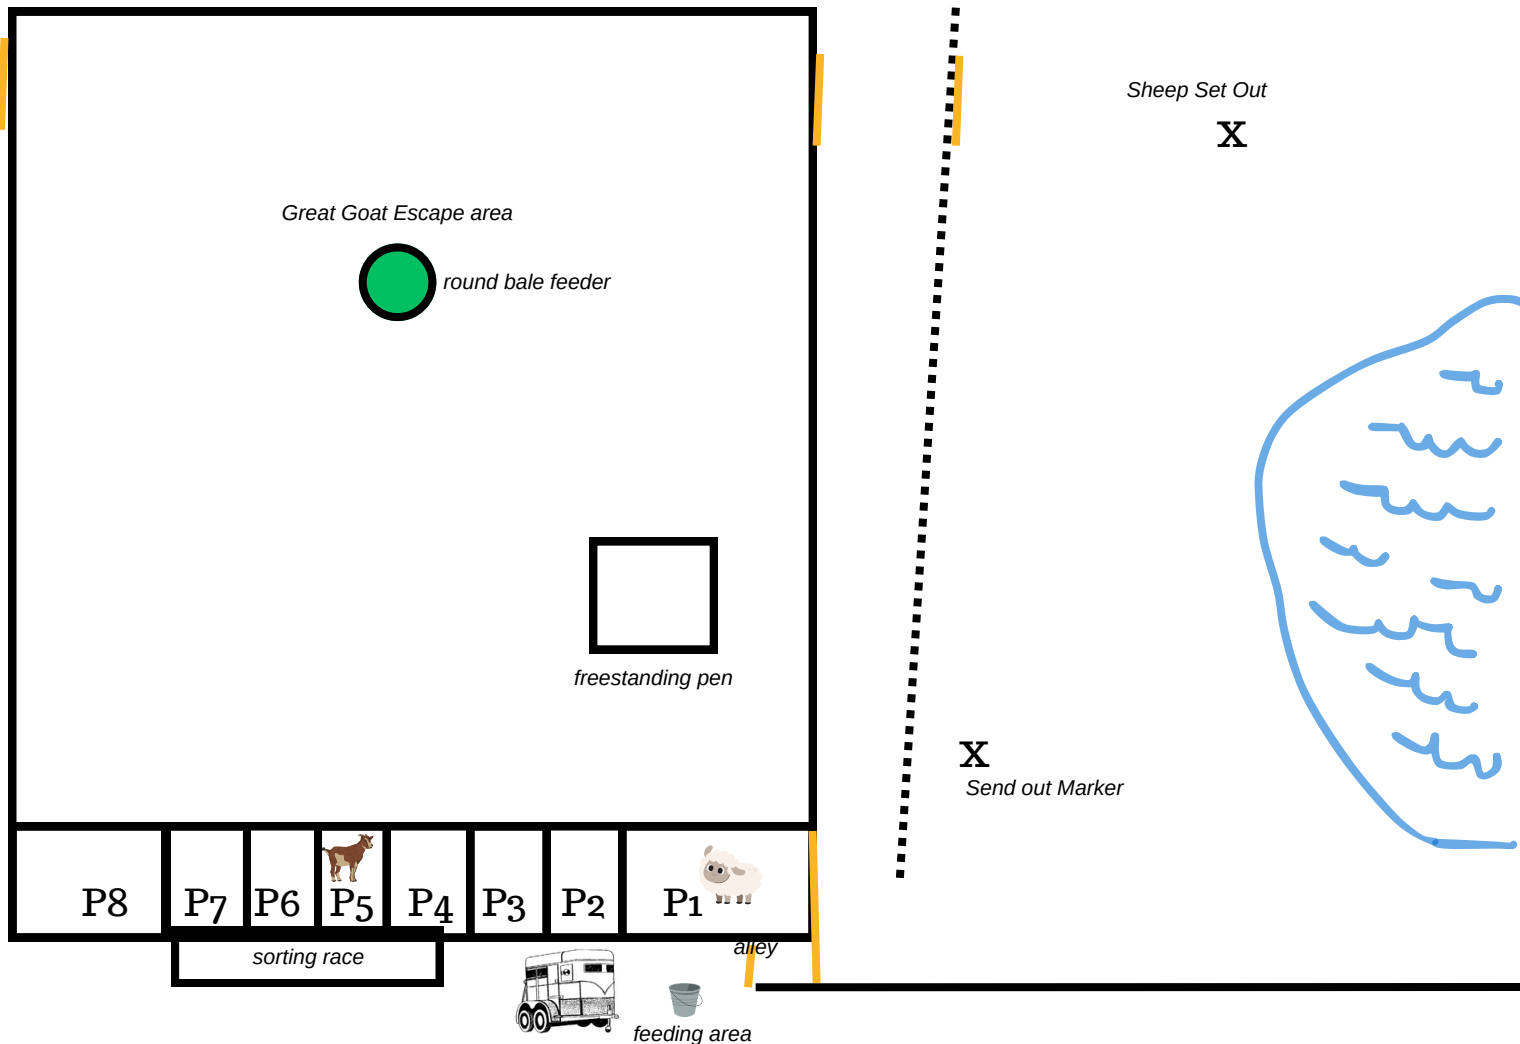 Sheep Set Out
x
Great Goat Escape area
round bale feeder
freestanding pen
x
Send out Marker
P8 P7 P6 P5 P4 P3 P2 P1
alley
sorting race
feeding area